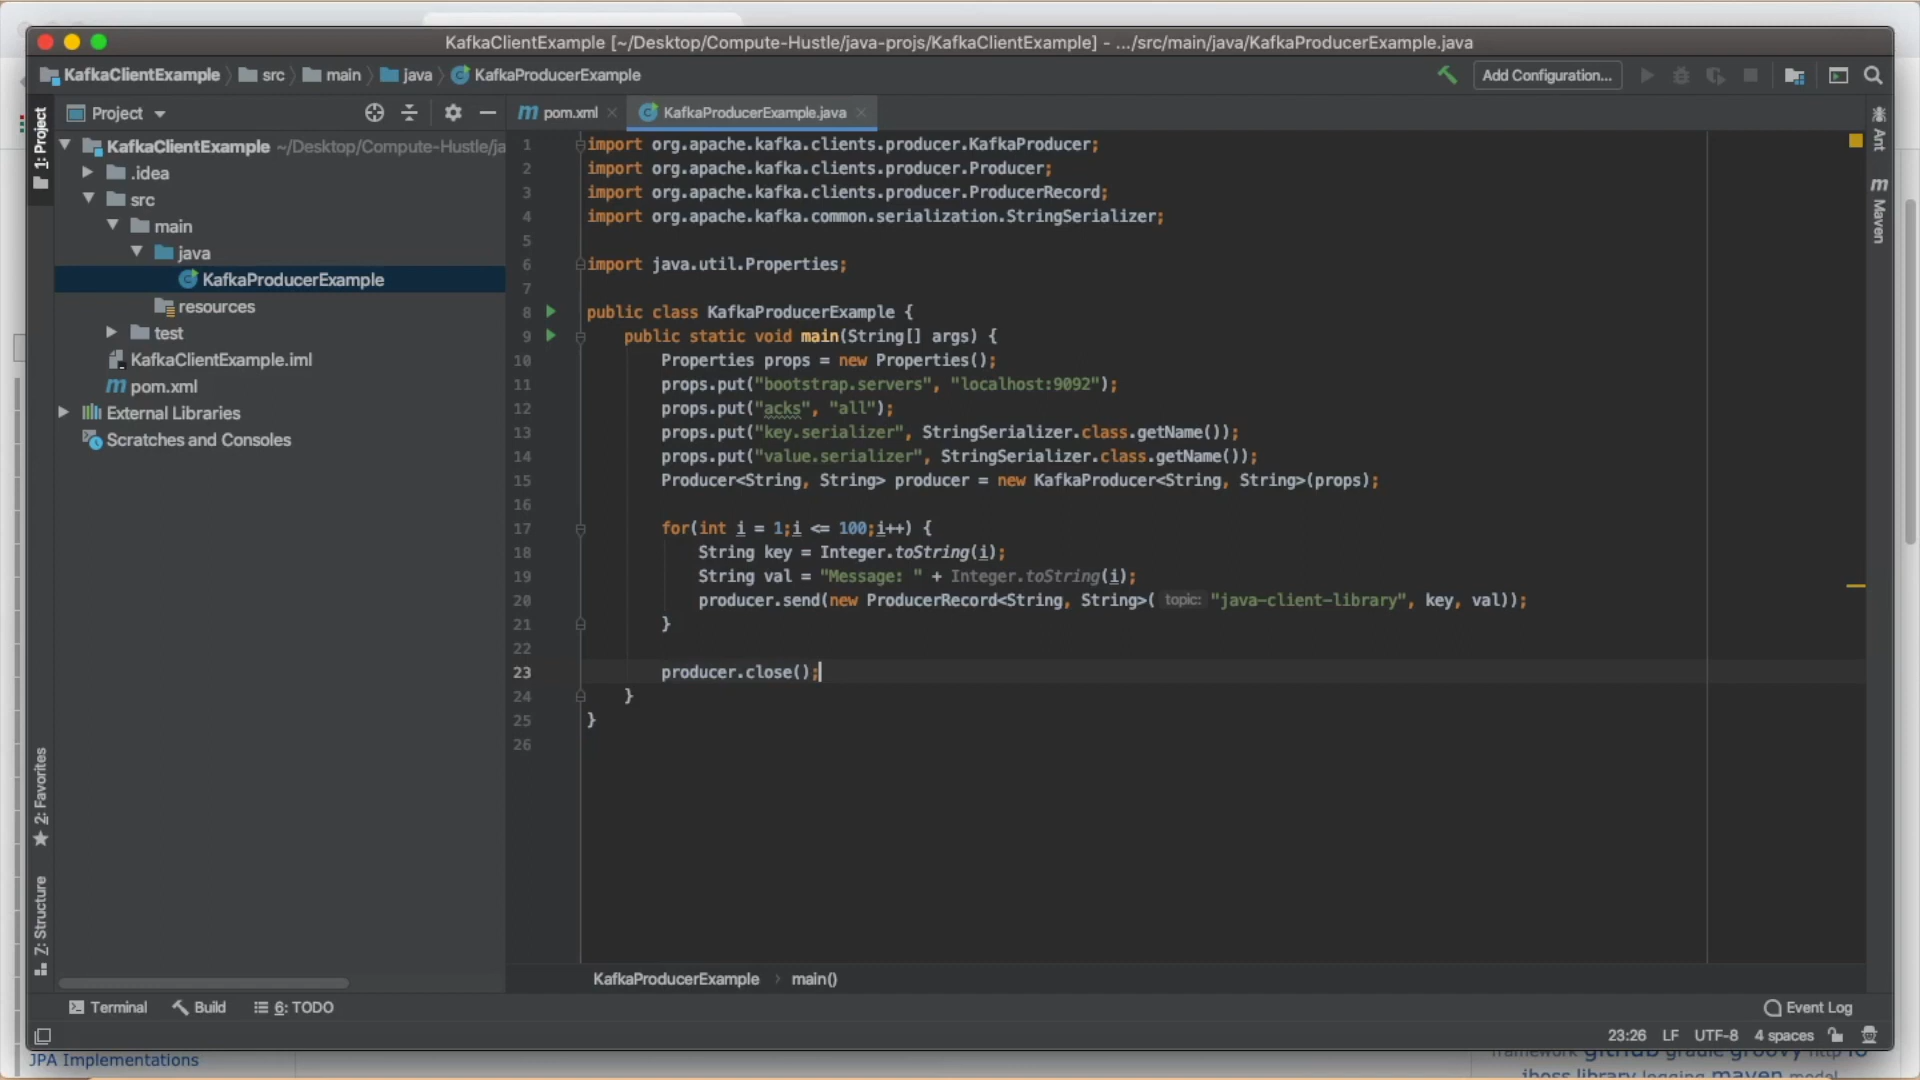 KafkaClientExample [~/Desktop/Compute-Hustle/java-projs/KafkaClientExample] - .../src/main/java/KafkaProducerExample.java
KafkaClientExample src main java KafkaProducerExample
Add Configuration...
1: Project
Project
pom.xml
KafkaProducerExample.java
KafkaClientExample ~/Desktop/Compute-Hustle/ja
.idea
src
main
java
KafkaProducerExample
resources
test
KafkaClientExample.iml
pom.xml
External Libraries
Scratches and Consoles
2: Favorites
Z: Structure
1 import org.apache.kafka.clients.producer.KafkaProducer;
2 import org.apache.kafka.clients.producer.Producer;
3 import org.apache.kafka.clients.producer.ProducerRecord;
4 import org.apache.kafka.common.serialization.StringSerializer;
5
6 import java.util.Properties;
7
8 public class KafkaProducerExample {
9 public static void main(String[] args) {
10 Properties props = new Properties();
11 props.put("bootstrap.servers", "localhost:9092");
12 props.put("acks", "all");
13 props.put("key.serializer", StringSerializer.class.getName());
14 props.put("value.serializer", StringSerializer.class.getName());
15 Producer<String, String> producer = new KafkaProducer<String, String>(props);
16
17 for(int i = 1;i <= 100;i++) {
18 String key = Integer.toString(i);
19 String val = "Message: " + Integer.toString(i);
20 producer.send(new ProducerRecord<String, String>( topic: "java-client-library", key, val));
21 }
22
23 producer.close();
24 }
25 }
26
Ant
Maven
KafkaProducerExample main()
Terminal Build 6: TODO
Event Log
23:26 LF UTF-8 4 spaces
JPA Implementations
framework github gradle groovy http
jboss library logging maven model